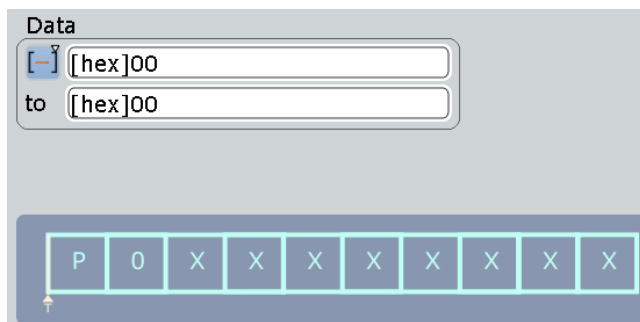 Data
[–] [hex]00
to [hex]00
P 0 X X X X X X X X